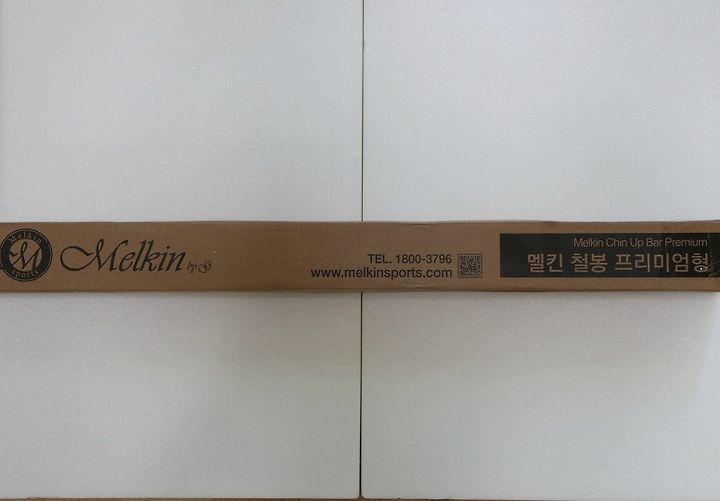 Melkin
M
sports
Melkin by G
TEL. 1800-3796
www.melkinsports.com
Melkin Chin Up Bar Premium
멜킨 철봉 프리미엄형